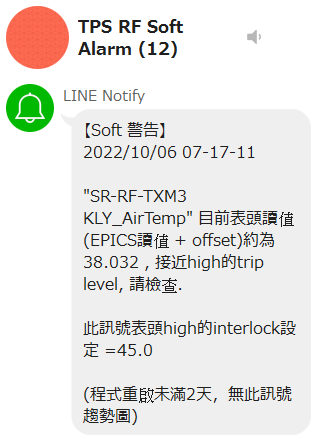 TPS RF Soft
Alarm (12)
LINE Notify
【Soft 警告】
2022/10/06 07-17-11
"SR-RF-TXM3
KLY_AirTemp" 目前表頭讀值
(EPICS讀值 + offset)約為
38.032 , 接近high的trip
level, 請檢查.
此訊號表頭high的interlock設
定 =45.0
(程式重啟未滿2天，無此訊號
趨勢圖)